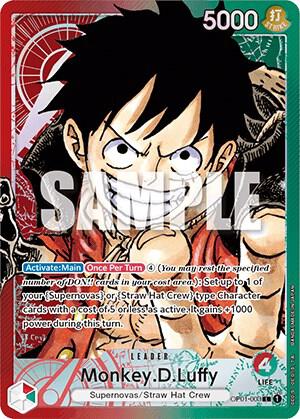 5000 打
STRIKE
SAMPLE
Activate:Main Once Per Turn ④ (You may rest the specified
number of DON!! cards in your cost area.): Set up to 1 of
your {Supernovas} or {Straw Hat Crew} type Character
cards with a cost of 5 or less as active. It gains +1000
power during this turn.
LEADER
Monkey.D.Luffy
4
LIFE
Supernovas/Straw Hat Crew
OP01-003 L